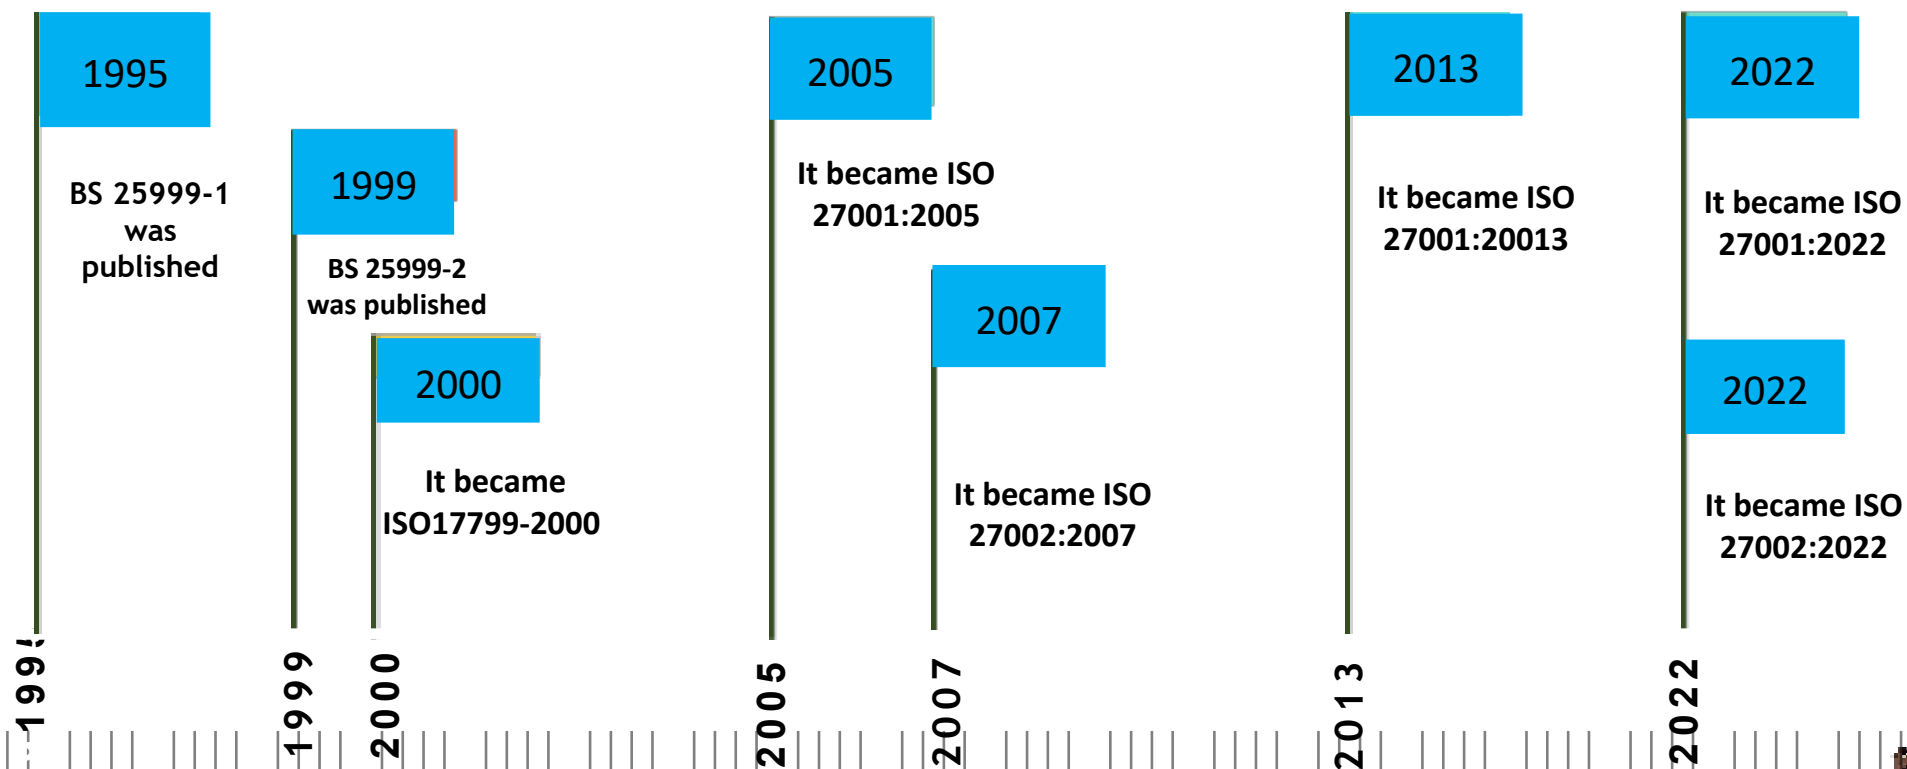 1995
BS 25999-1
was
published
1999
BS 25999-2
was published
2000
It became
ISO17799-2000
2005
It became ISO
27001:2005
2007
It became ISO
27002:2007
2013
It became ISO
27001:20013
2022
It became ISO
27001:2022
2022
It became ISO
27002:2022
1995
1999
2000
2005
2007
2013
2022